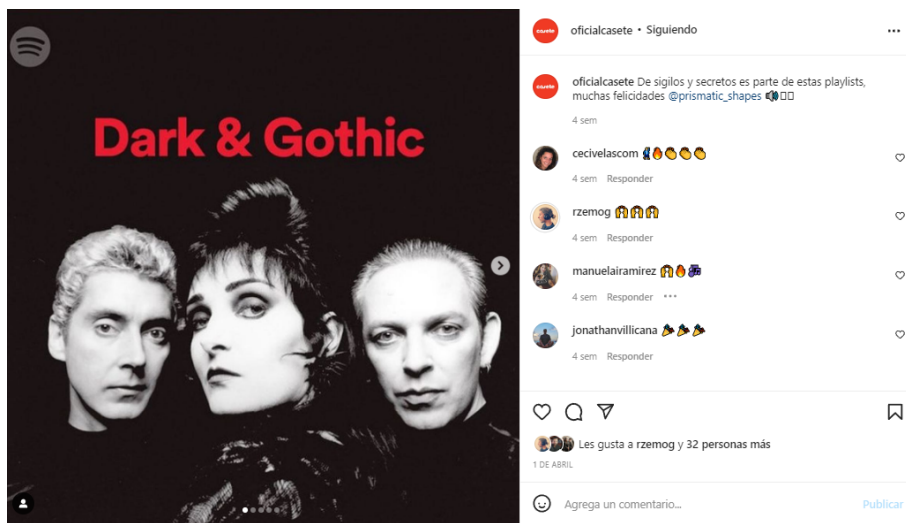 Dark & Gothic
casete
oficialcasete • Siguiendo
casete
oficialcasete De sigilos y secretos es parte de estas playlists,
muchas felicidades @prismatic_shapes
4 sem
cecivelascom
4 sem Responder
rzemog
4 sem Responder
manuelairamirez
4 sem Responder
jonathanvillicana
4 sem Responder
Les gusta a rzemog y 32 personas más
1 DE ABRIL
Agrega un comentario... Publicar